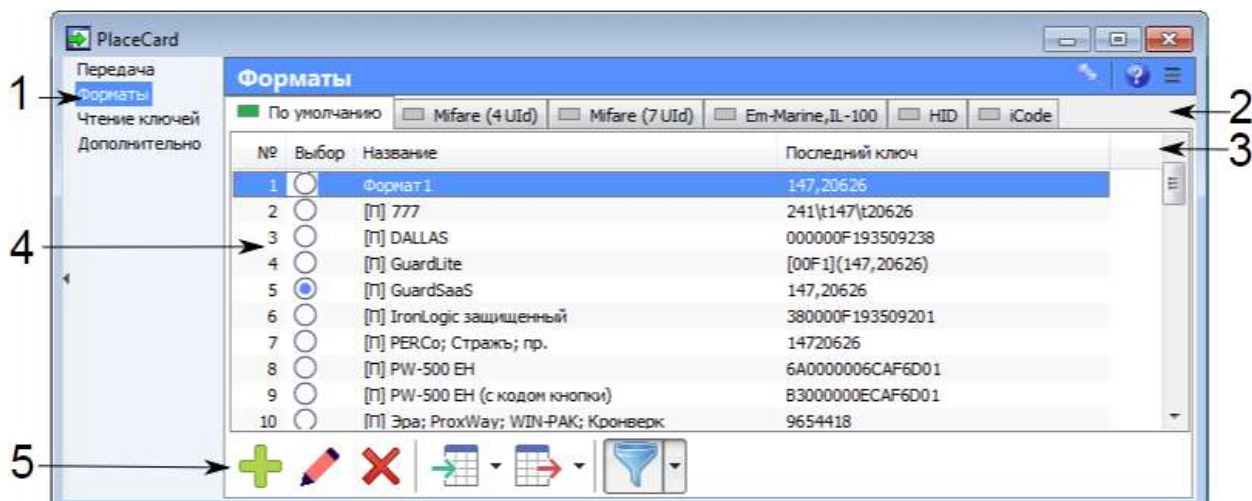 PlaceCard
Передача
Форматы
Чтение ключей
Дополнительно
Форматы
По умолчанию Mifare (4 UId) Mifare (7 UId) Em-Marine,IL-100 HID iCode
№ Выбор Название Последний ключ
1 Формат1 147,20626
2 [П] 777 241\t147\t20626
3 [П] DALLAS 000000F193509238
4 [П] GuardLite [00F1](147,20626)
5 [П] GuardSaaS 147,20626
6 [П] IronLogic защищенный 380000F193509201
7 [П] PERCo; Стражъ; пр. 14720626
8 [П] PW-500 EH 6A0000006CAF6D01
9 [П] PW-500 EH (с кодом кнопки) B3000000ECAF6D01
10 [П] Эра; ProxWay; WIN-PAK; Кронверк 9654418
1
2
3
4
5